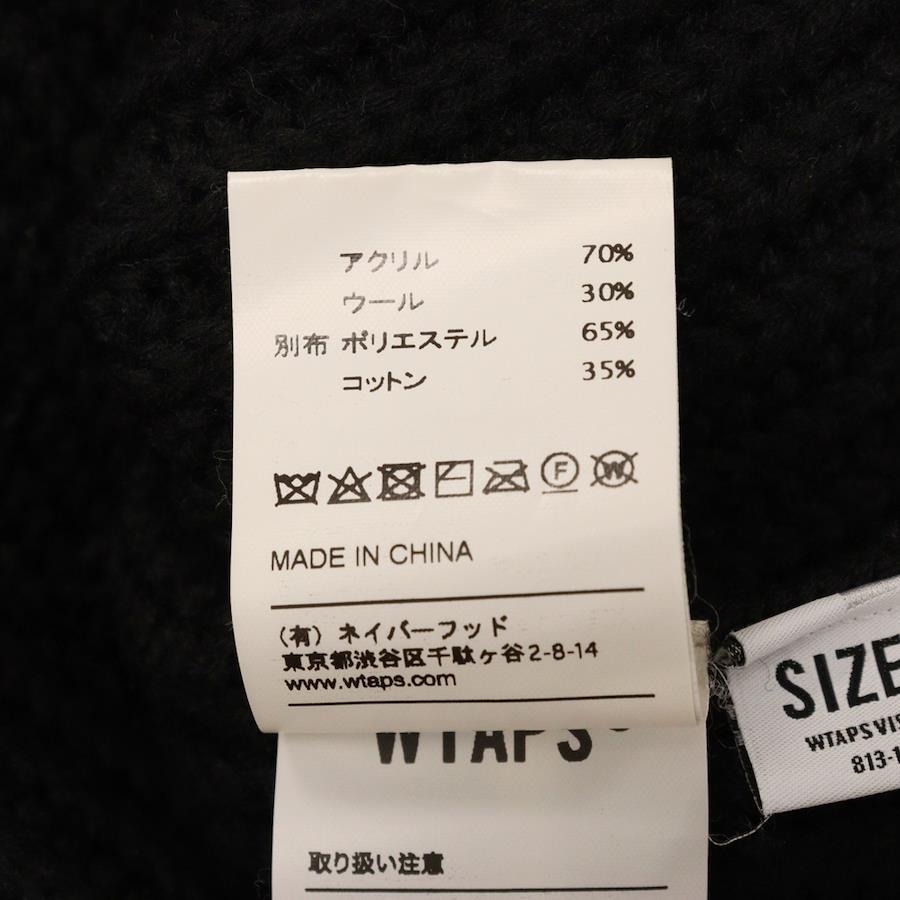 アクリル 70%
ウール 30%
別布 ポリエステル 65%
コットン 35%
F W
MADE IN CHINA
(有) ネイバーフッド
東京都渋谷区千駄ヶ谷2-8-14
www.wtaps.com
WTAPS
取り扱い注意
SIZE
WTAPS
813-1